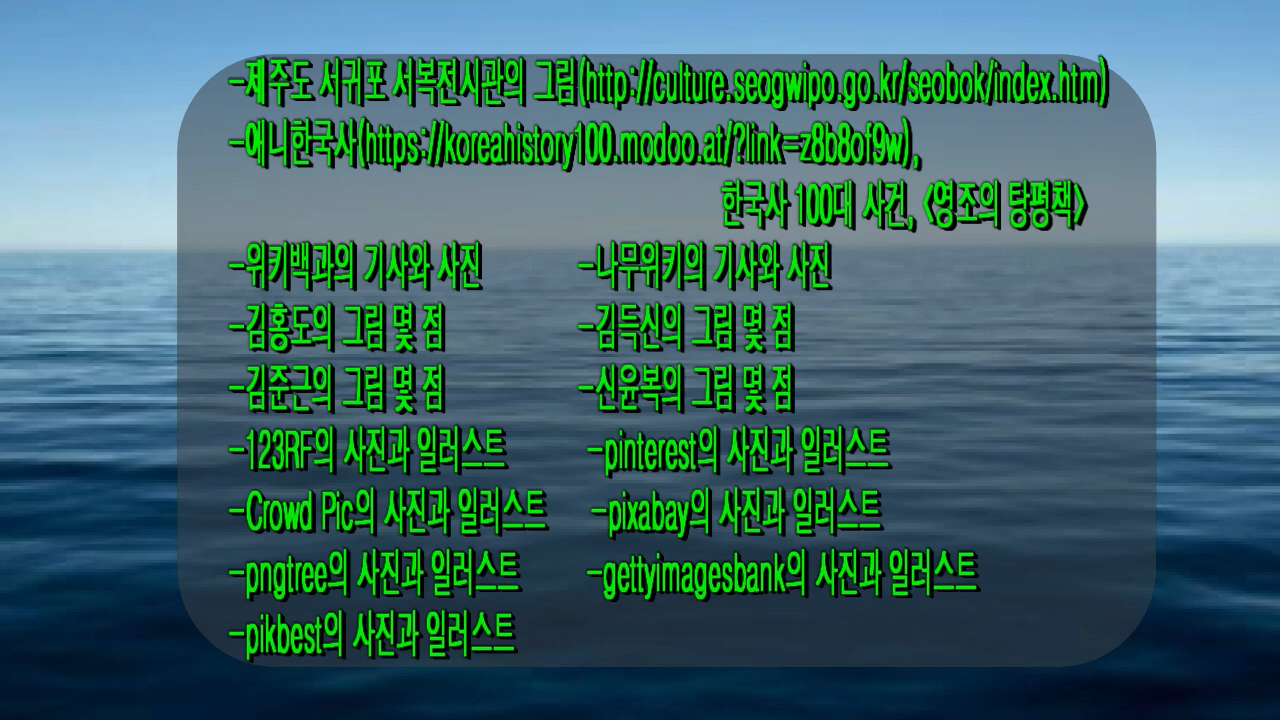 -제주도 서귀포 서복전시관의 그림(http://culture.seogwipo.go.kr/seobok/index.htm)
-애니한국사(https://koreahistory100.modoo.at/?link=z8b8of9w),
한국사 100대 사건, 《영조의 탕평책》
-위키백과의 기사와 사진 -나무위키의 기사와 사진
-김홍도의 그림 몇 점 -김득신의 그림 몇 점
-김준근의 그림 몇 점 -신윤복의 그림 몇 점
-123RF의 사진과 일러스트 -pinterest의 사진과 일러스트
-Crowd Pic의 사진과 일러스트 -pixabay의 사진과 일러스트
-pngtree의 사진과 일러스트 -gettyimagesbank의 사진과 일러스트
-pikbest의 사진과 일러스트